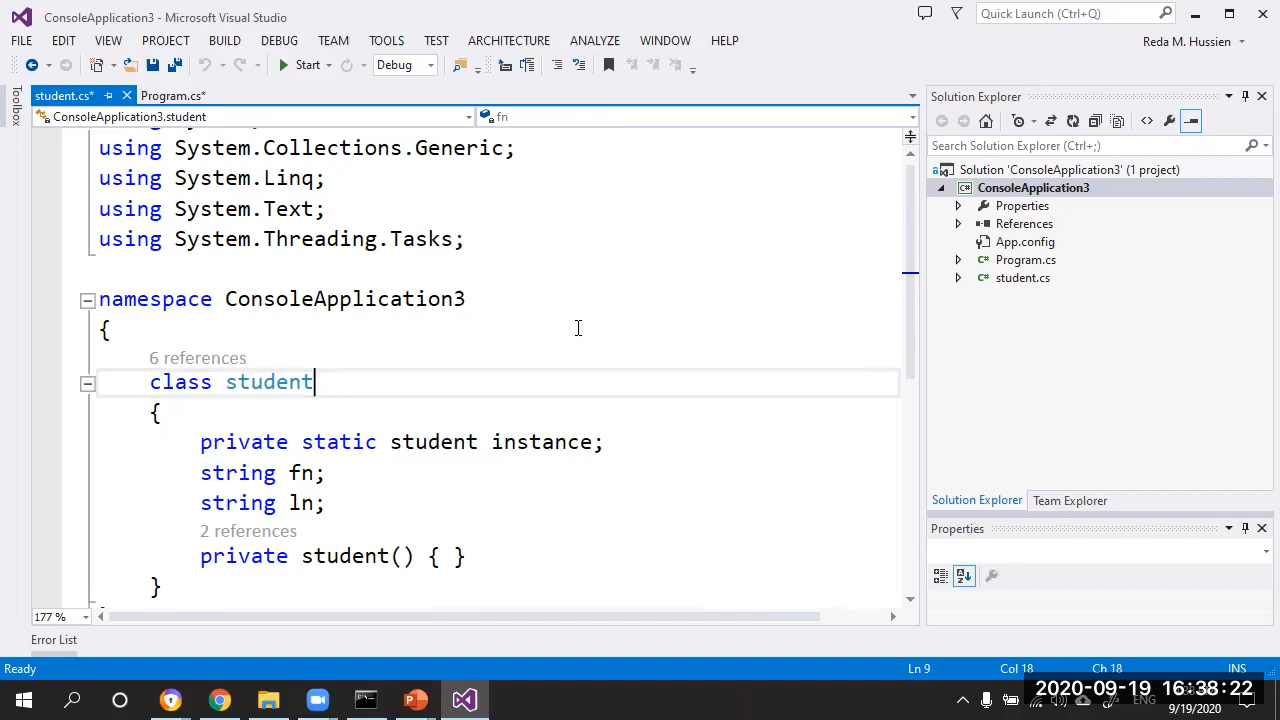 ConsoleApplication3 - Microsoft Visual Studio
Quick Launch (Ctrl+Q)
FILE EDIT VIEW PROJECT BUILD DEBUG TEAM TOOLS TEST ARCHITECTURE ANALYZE WINDOW HELP
Reda M. Hussien
Start Debug
Toolbox
student.cs* Program.cs*
ConsoleApplication3.student fn
using System.Collections.Generic;
using System.Linq;
using System.Text;
using System.Threading.Tasks;
namespace ConsoleApplication3
{
6 references
class student
{
private static student instance;
string fn;
string ln;
2 references
private student() { }
}
177 %
Solution Explorer
Search Solution Explorer (Ctrl+;)
Solution 'ConsoleApplication3' (1 project)
ConsoleApplication3
Properties
References
App.config
Program.cs
student.cs
Solution Explorer Team Explorer
Properties
Error List
Ready Ln 9 Col 18 Ch 18 INS
ENG
2020-09-19 16:38:22
9/19/2020